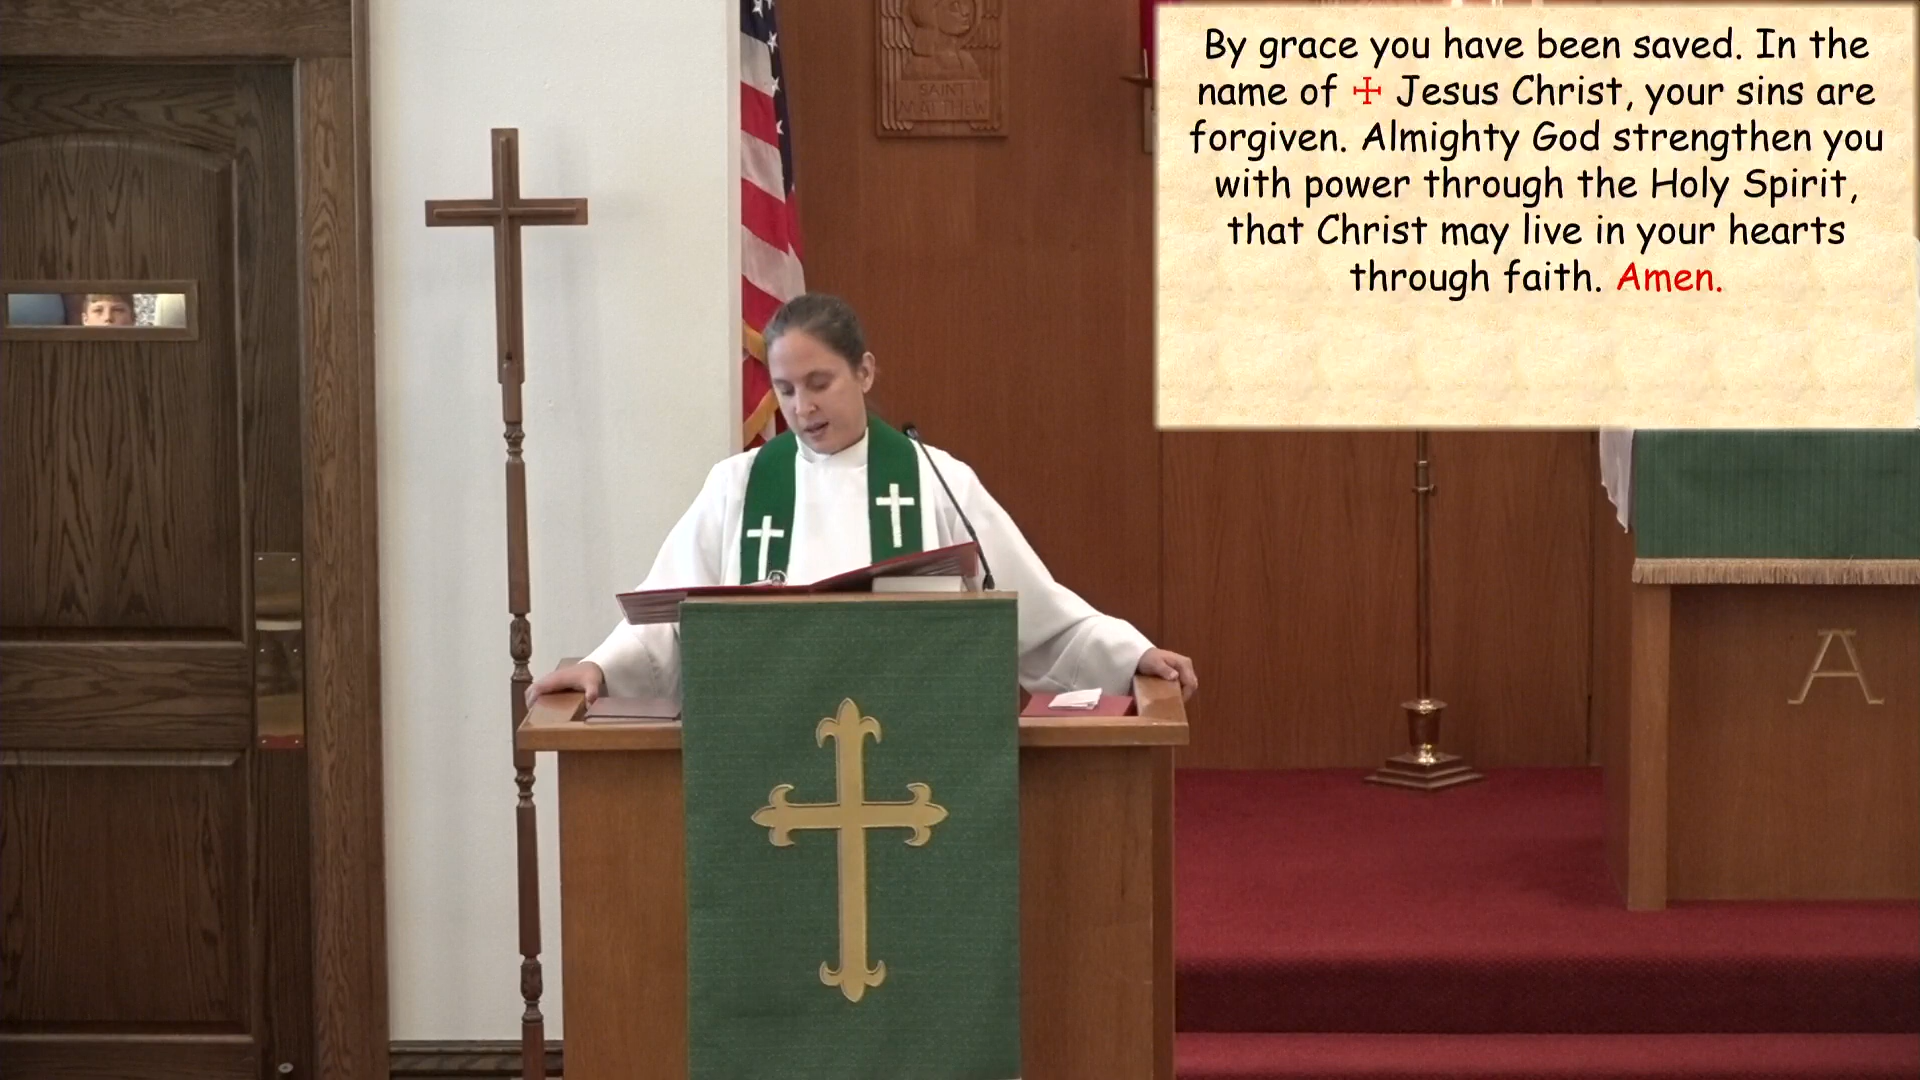 SAINT
MATTHEW
By grace you have been saved. In the
name of ☩ Jesus Christ, your sins are
forgiven. Almighty God strengthen you
with power through the Holy Spirit,
that Christ may live in your hearts
through faith. Amen.
A